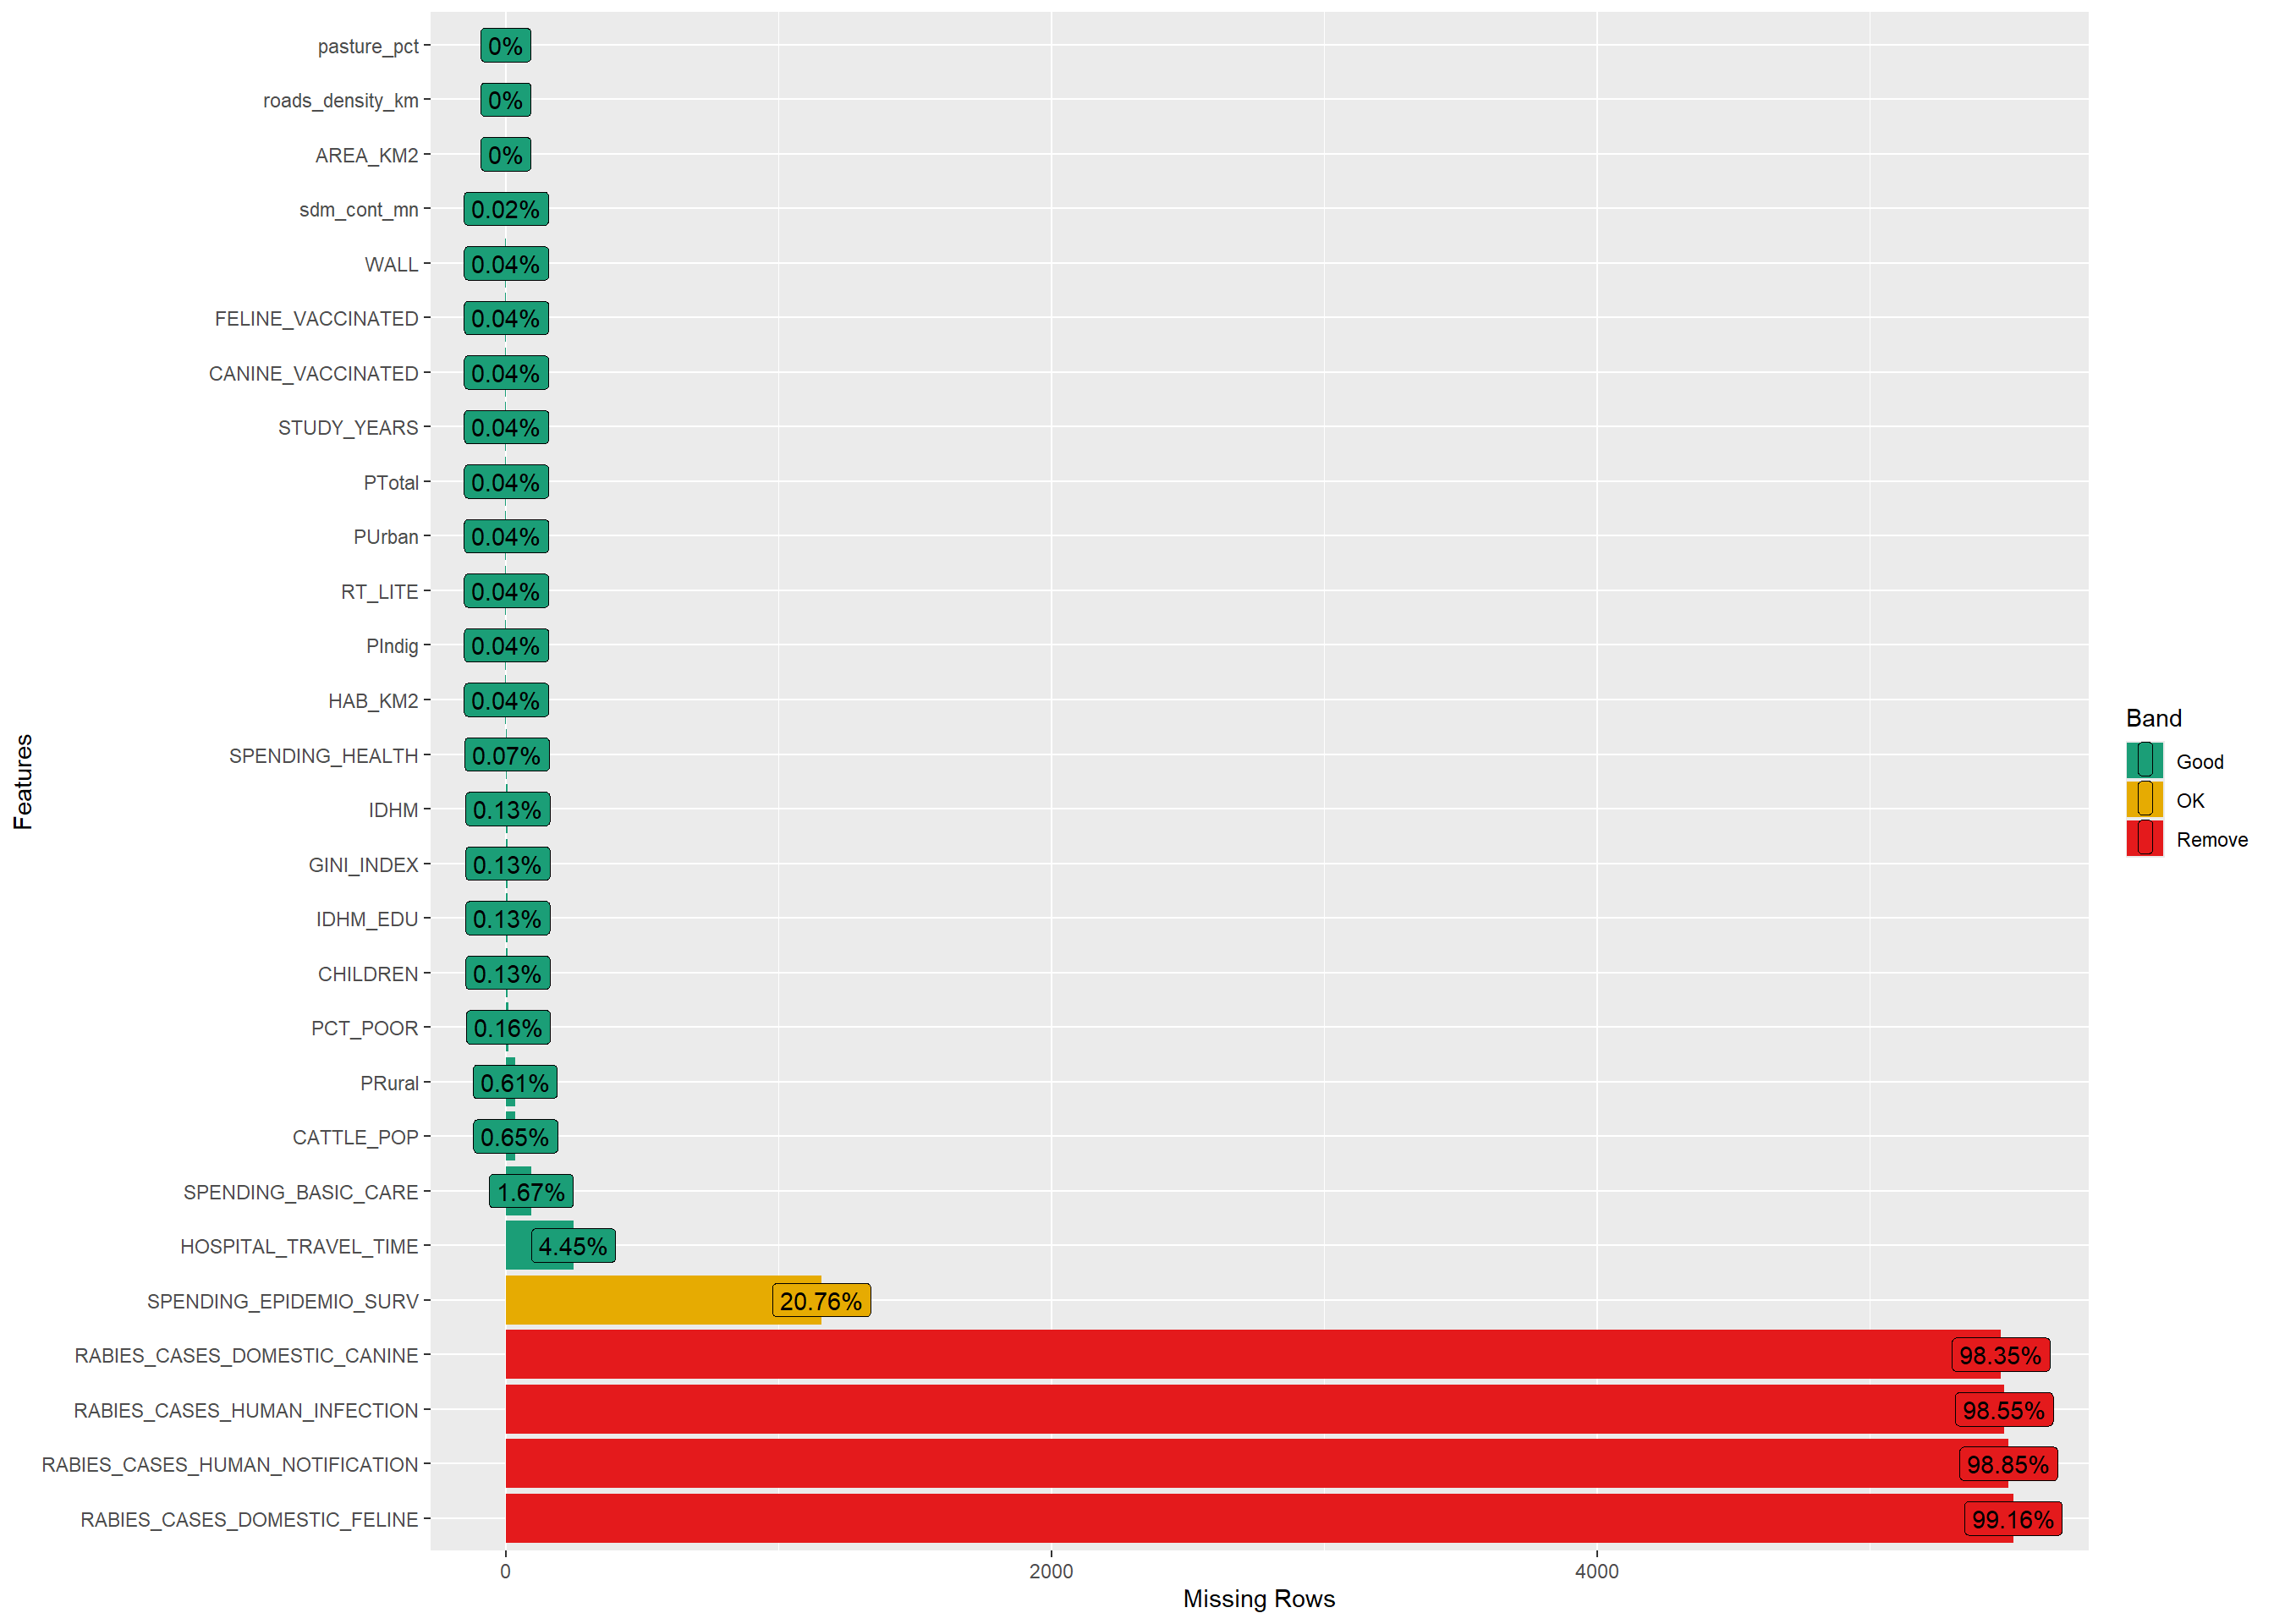 pasture_pct 0%
roads_density_km 0%
AREA_KM2 0%
sdm_cont_mn 0.02%
WALL 0.04%
FELINE_VACCINATED 0.04%
CANINE_VACCINATED 0.04%
STUDY_YEARS 0.04%
PTotal 0.04%
PUrban 0.04%
RT_LITE 0.04%
PIndig 0.04%
HAB_KM2 0.04%
SPENDING_HEALTH 0.07%
IDHM 0.13%
GINI_INDEX 0.13%
IDHM_EDU 0.13%
CHILDREN 0.13%
PCT_POOR 0.16%
PRural 0.61%
CATTLE_POP 0.65%
SPENDING_BASIC_CARE 1.67%
HOSPITAL_TRAVEL_TIME 4.45%
SPENDING_EPIDEMIO_SURV 20.76%
RABIES_CASES_DOMESTIC_CANINE 98.35%
RABIES_CASES_HUMAN_INFECTION 98.55%
RABIES_CASES_HUMAN_NOTIFICATION 98.85%
RABIES_CASES_DOMESTIC_FELINE 99.16%
0 2000 4000
Missing Rows
Features
Band
Good
OK
Remove